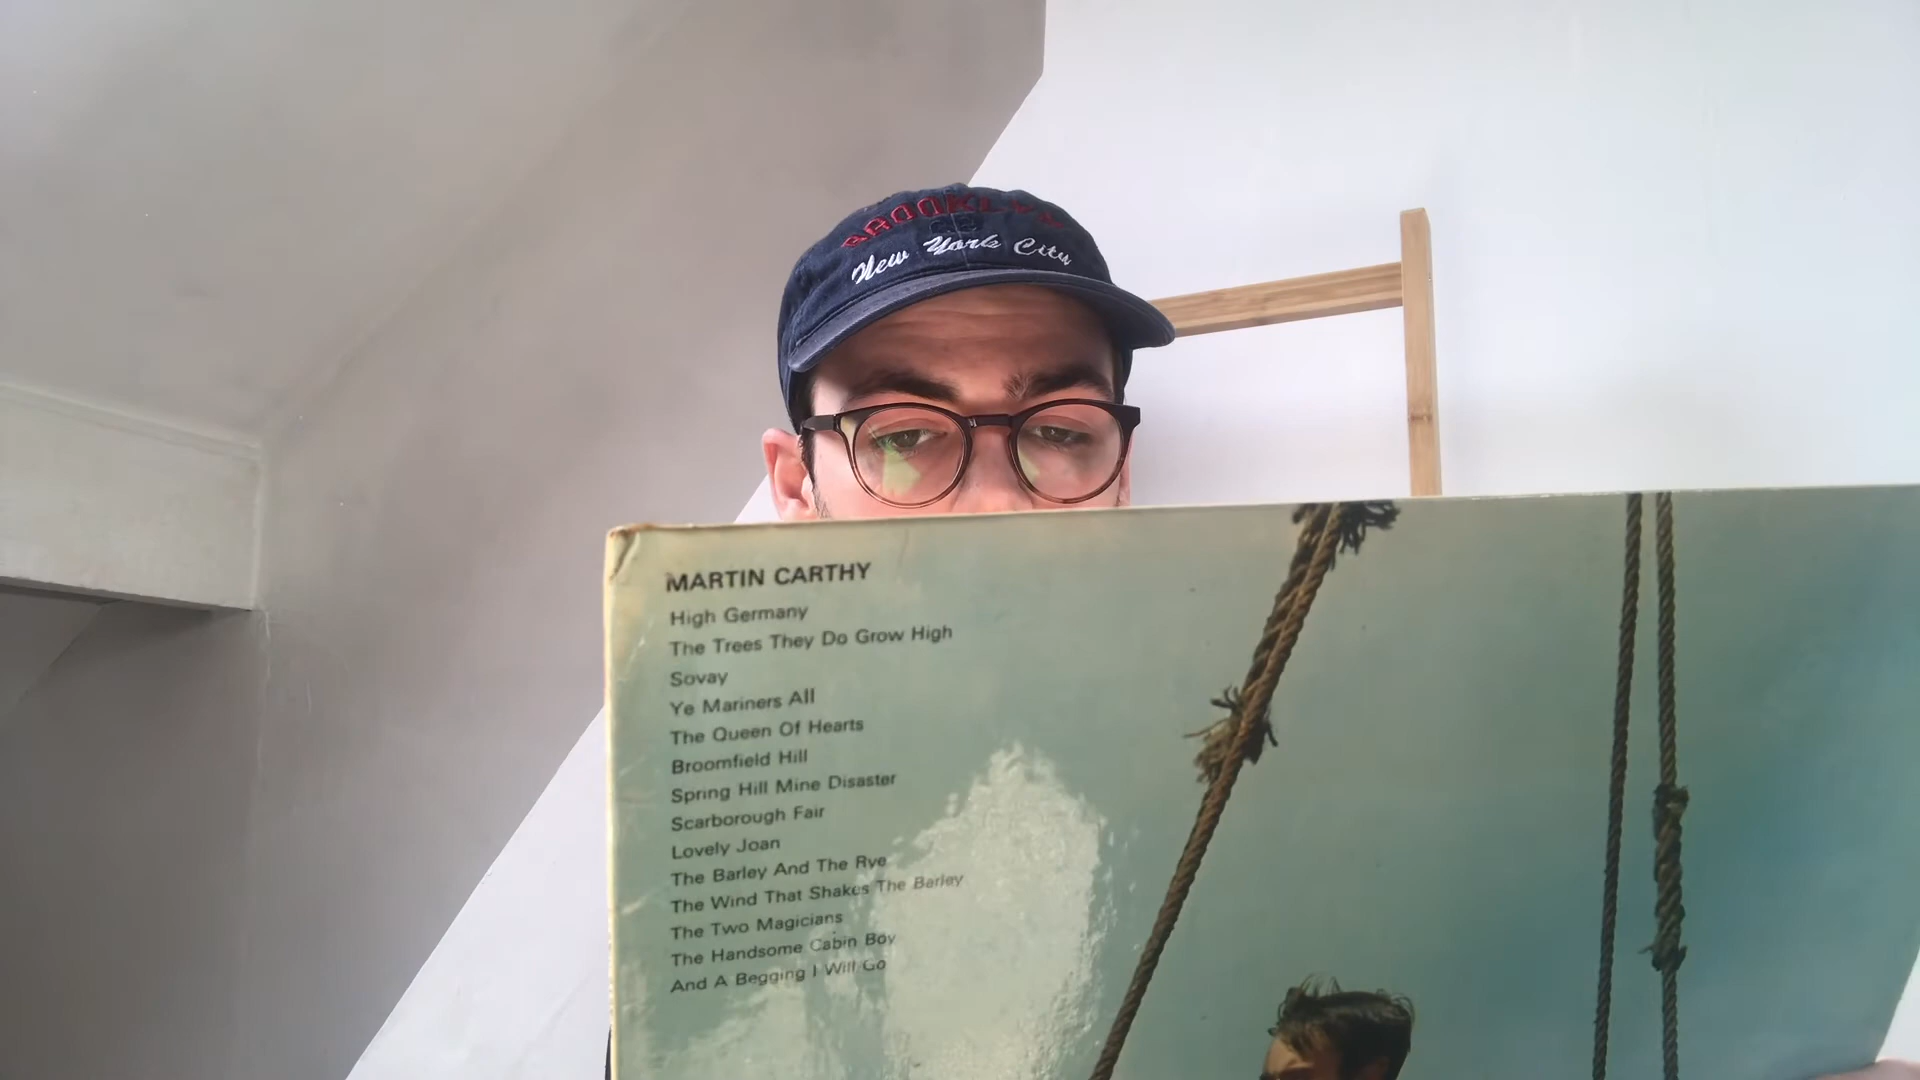 BROOKLYN
New York City
MARTIN CARTHY
High Germany
The Trees They Do Grow High
Sovay
Ye Mariners All
The Queen Of Hearts
Broomfield Hill
Spring Hill Mine Disaster
Scarborough Fair
Lovely Joan
The Barley And The Rye
The Wind That Shakes The Barley
The Two Magicians
The Handsome Cabin Boy
And A Begging I Will Go